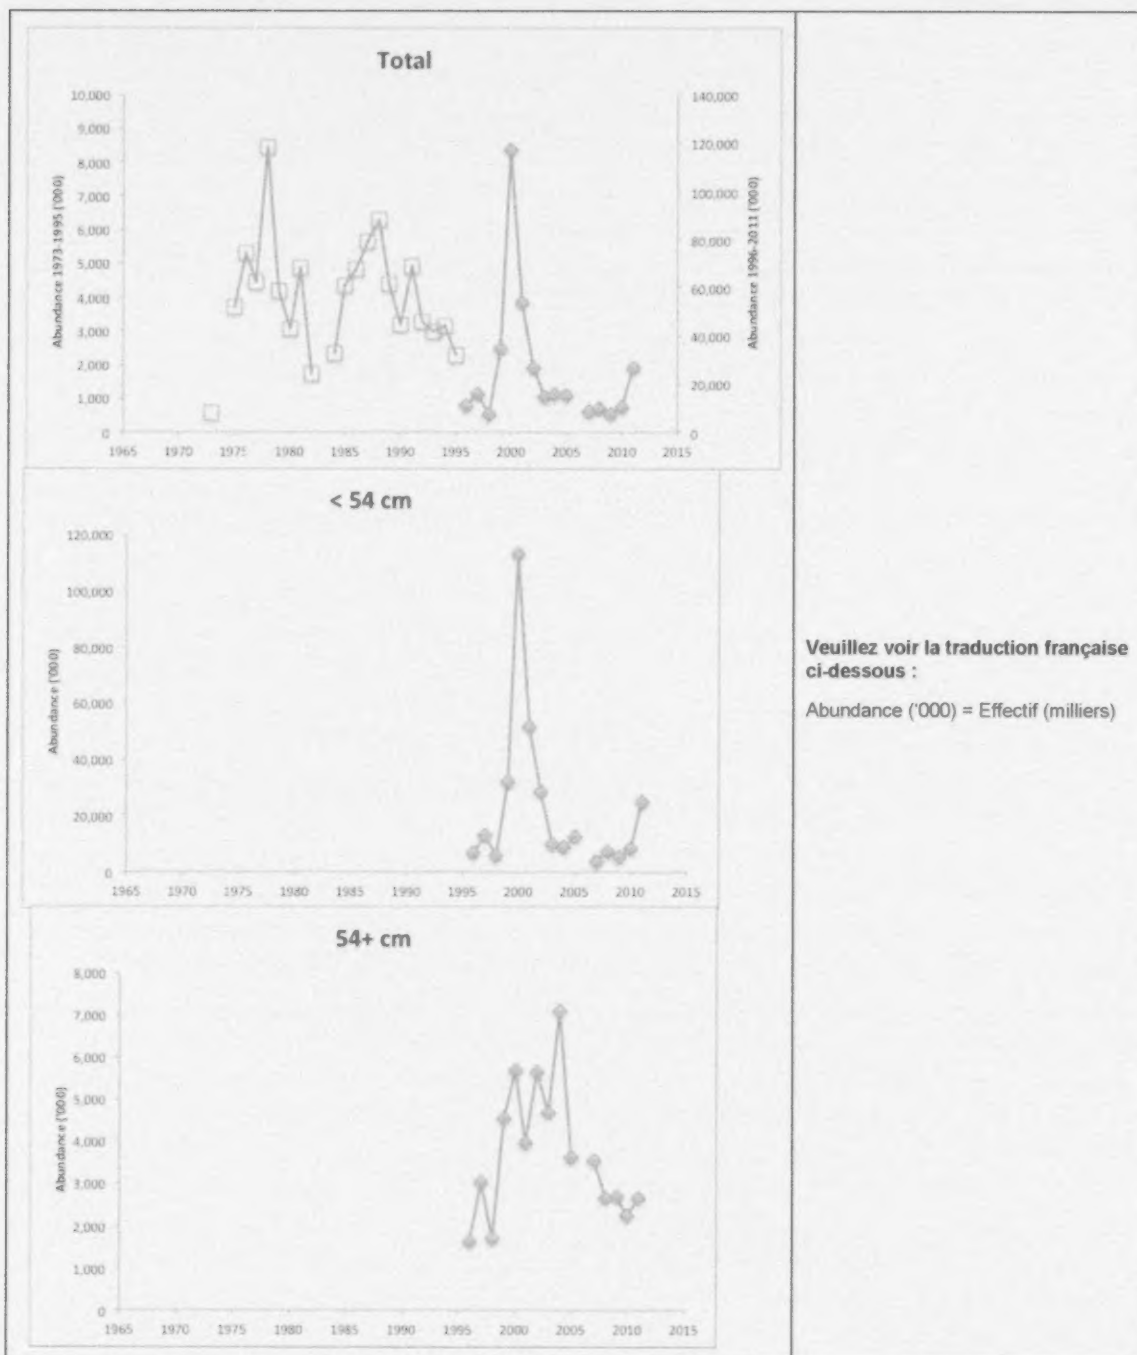 Total
10,000
9,000
8,000
7,000
6,000
5,000
4,000
3,000
2,000
1,000
0
Abundance 1973-1995 ('000)
140,000
120,000
100,000
80,000
60,000
40,000
20,000
0
Abundance 1996-2011 ('000)
1965 1970 1975 1980 1985 1990 1995 2000 2005 2010 2015
< 54 cm
120,000
100,000
80,000
60,000
40,000
20,000
0
Abundance ('000)
1965 1970 1975 1980 1985 1990 1995 2000 2005 2010 2015
54+ cm
8,000
7,000
6,000
5,000
4,000
3,000
2,000
1,000
0
Abundance ('000)
1965 1970 1975 1980 1985 1990 1995 2000 2005 2010 2015
Veuillez voir la traduction française
ci-dessous :
Abundance ('000) = Effectif (milliers)